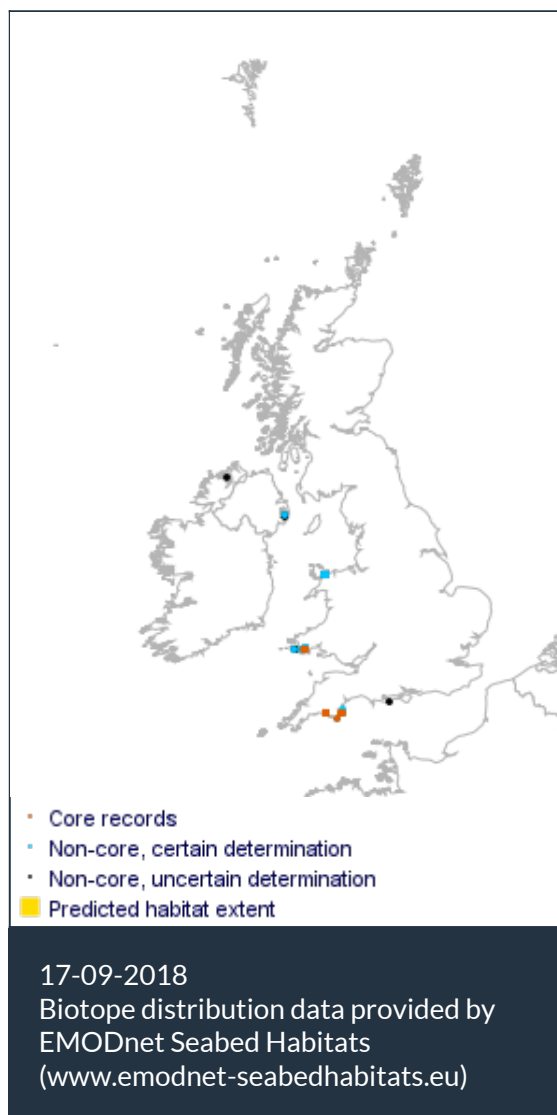 Core records
Non-core, certain determination
Non-core, uncertain determination
Predicted habitat extent
17-09-2018
Biotope distribution data provided by
EMODnet Seabed Habitats
(www.emodnet-seabedhabitats.eu)